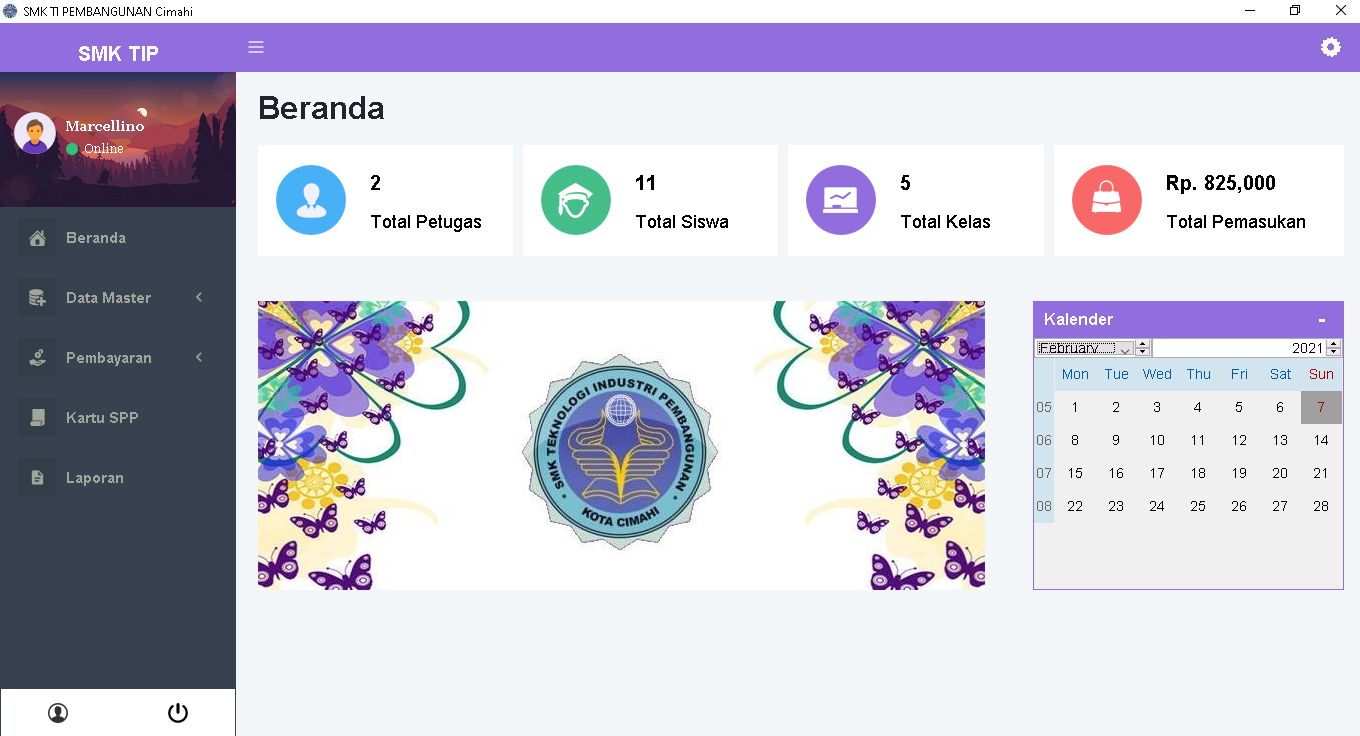 SMK TI PEMBANGUNAN Cimahi
SMK TIP
Marcellino
Online
Beranda
Data Master
Pembayaran
Kartu SPP
Laporan
Beranda
2
Total Petugas
11
Total Siswa
5
Total Kelas
Rp. 825,000
Total Pemasukan
SMK TEKNOLOGI INDUSTRI PEMBANGUNAN
KOTA CIMAHI
Kalender -
February 2021
Mon Tue Wed Thu Fri Sat Sun
05 1 2 3 4 5 6 7
06 8 9 10 11 12 13 14
07 15 16 17 18 19 20 21
08 22 23 24 25 26 27 28